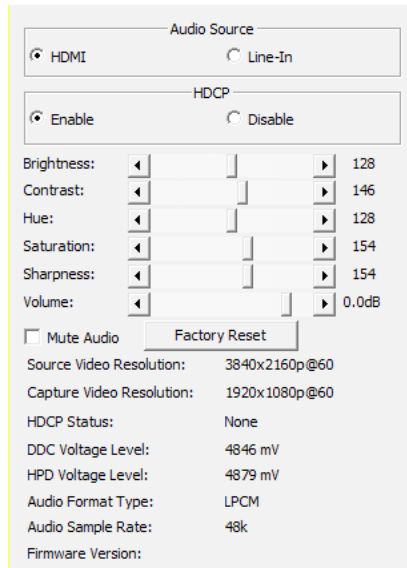 Audio Source
HDMI Line-In
HDCP
Enable Disable
Brightness: 128
Contrast: 146
Hue: 128
Saturation: 154
Sharpness: 154
Volume: 0.0dB
Mute Audio Factory Reset
Source Video Resolution: 3840x2160p@60
Capture Video Resolution: 1920x1080p@60
HDCP Status: None
DDC Voltage Level: 4846 mV
HPD Voltage Level: 4879 mV
Audio Format Type: LPCM
Audio Sample Rate: 48k
Firmware Version: